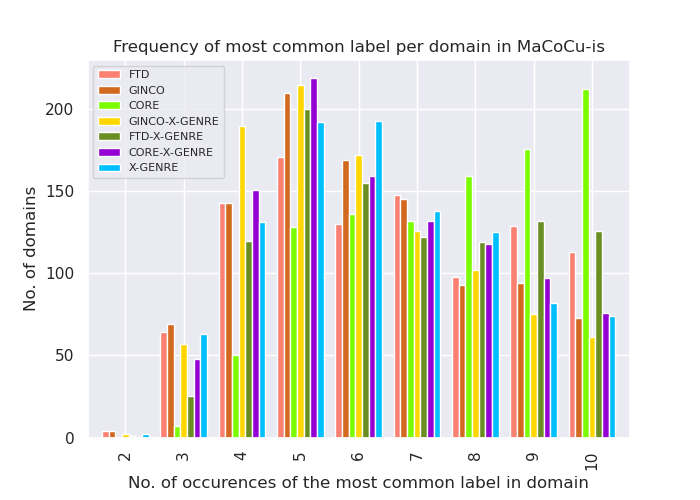 Frequency of most common label per domain in MaCoCu-is
FTD
GINCO
CORE
GINCO-X-GENRE
FTD-X-GENRE
CORE-X-GENRE
X-GENRE
No. of domains
200
150
100
50
0
2 3 4 5 6 7 8 9 10
No. of occurences of the most common label in domain